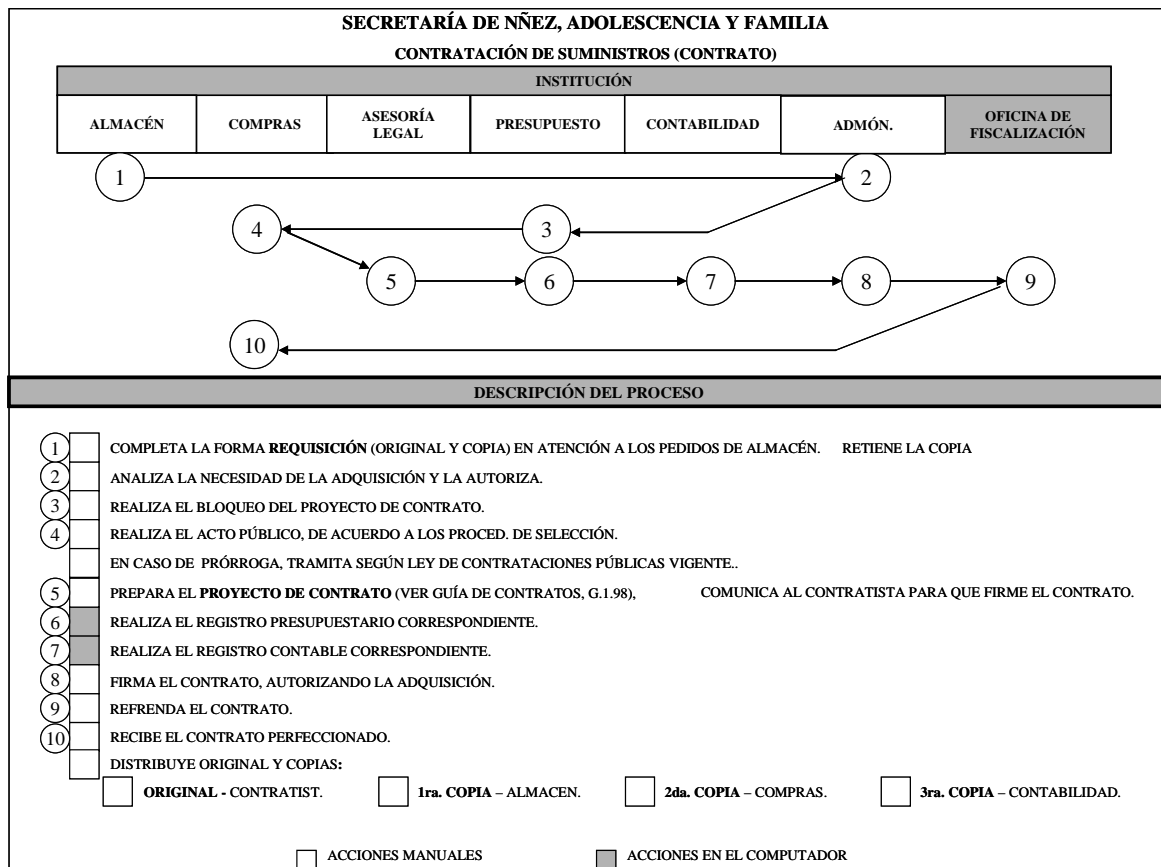 SECRETARÍA DE NÑEZ, ADOLESCENCIA Y FAMILIA
CONTRATACIÓN DE SUMINISTROS (CONTRATO)
INSTITUCIÓN
ALMACÉN
COMPRAS
ASESORÍA
LEGAL
PRESUPUESTO
CONTABILIDAD
ADMÓN.
OFICINA DE
FISCALIZACIÓN
1
2
4
3
5
6
7
8
9
10
DESCRIPCIÓN DEL PROCESO
1 COMPLETA LA FORMA REQUISICIÓN (ORIGINAL Y COPIA) EN ATENCIÓN A LOS PEDIDOS DE ALMACÉN. RETIENE LA COPIA
2 ANALIZA LA NECESIDAD DE LA ADQUISICIÓN Y LA AUTORIZA.
3 REALIZA EL BLOQUEO DEL PROYECTO DE CONTRATO.
4 REALIZA EL ACTO PÚBLICO, DE ACUERDO A LOS PROCED. DE SELECCIÓN.
EN CASO DE PRÓRROGA, TRAMITA SEGÚN LEY DE CONTRATACIONES PÚBLICAS VIGENTE..
5 PREPARA EL PROYECTO DE CONTRATO (VER GUÍA DE CONTRATOS, G.1.98), COMUNICA AL CONTRATISTA PARA QUE FIRME EL CONTRATO.
6 REALIZA EL REGISTRO PRESUPUESTARIO CORRESPONDIENTE.
7 REALIZA EL REGISTRO CONTABLE CORRESPONDIENTE.
8 FIRMA EL CONTRATO, AUTORIZANDO LA ADQUISICIÓN.
9 REFRENDA EL CONTRATO.
10 RECIBE EL CONTRATO PERFECCIONADO.
DISTRIBUYE ORIGINAL Y COPIAS:
ORIGINAL - CONTRATIST. 1ra. COPIA – ALMACEN. 2da. COPIA – COMPRAS. 3ra. COPIA – CONTABILIDAD.
ACCIONES MANUALES ACCIONES EN EL COMPUTADOR